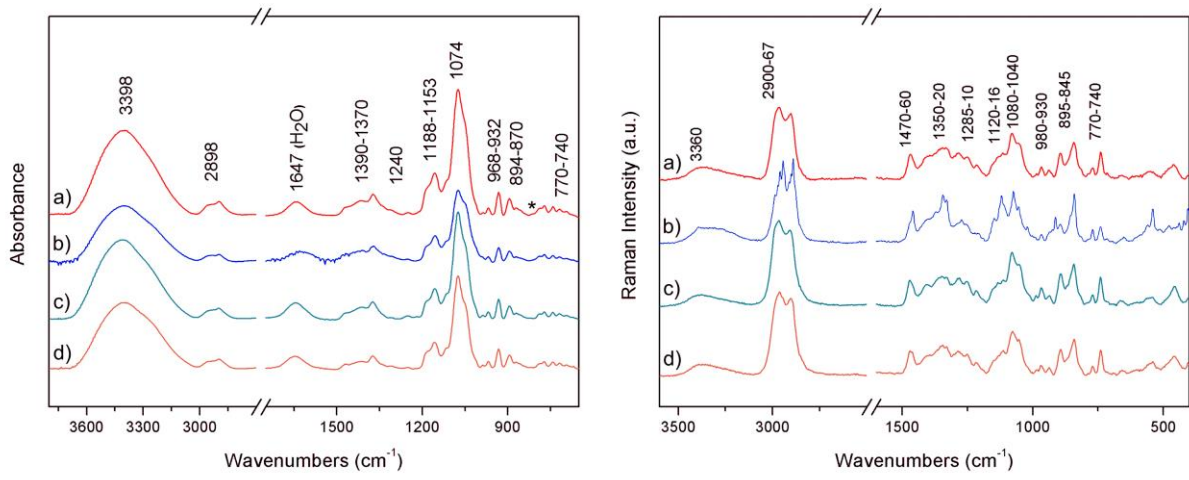 Absorbance
3398
2898
1647 (H₂O)
1390-1370
1240
1188-1153
1074
968-932
894-870
770-740
*
a)
b)
c)
d)
3600 3300 3000 1500 1200 900
Wavenumbers (cm⁻¹)
Raman Intensity (a.u.)
3360
2900-67
1470-60
1350-20
1285-10
1120-16
1080-1040
980-930
895-845
770-740
a)
b)
c)
d)
3500 3000 1500 1000 500
Wavenumbers (cm⁻¹)